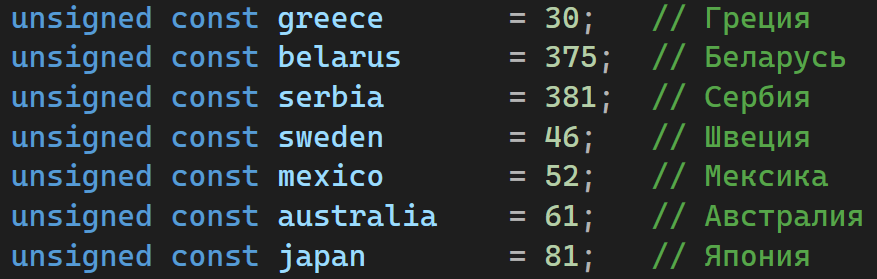 unsigned const greece       = 30;   // Греция
unsigned const belarus      = 375;  // Беларусь
unsigned const serbia       = 381;  // Сербия
unsigned const sweden       = 46;   // Швеция
unsigned const mexico       = 52;   // Мексика
unsigned const australia    = 61;   // Австралия
unsigned const japan        = 81;   // Япония